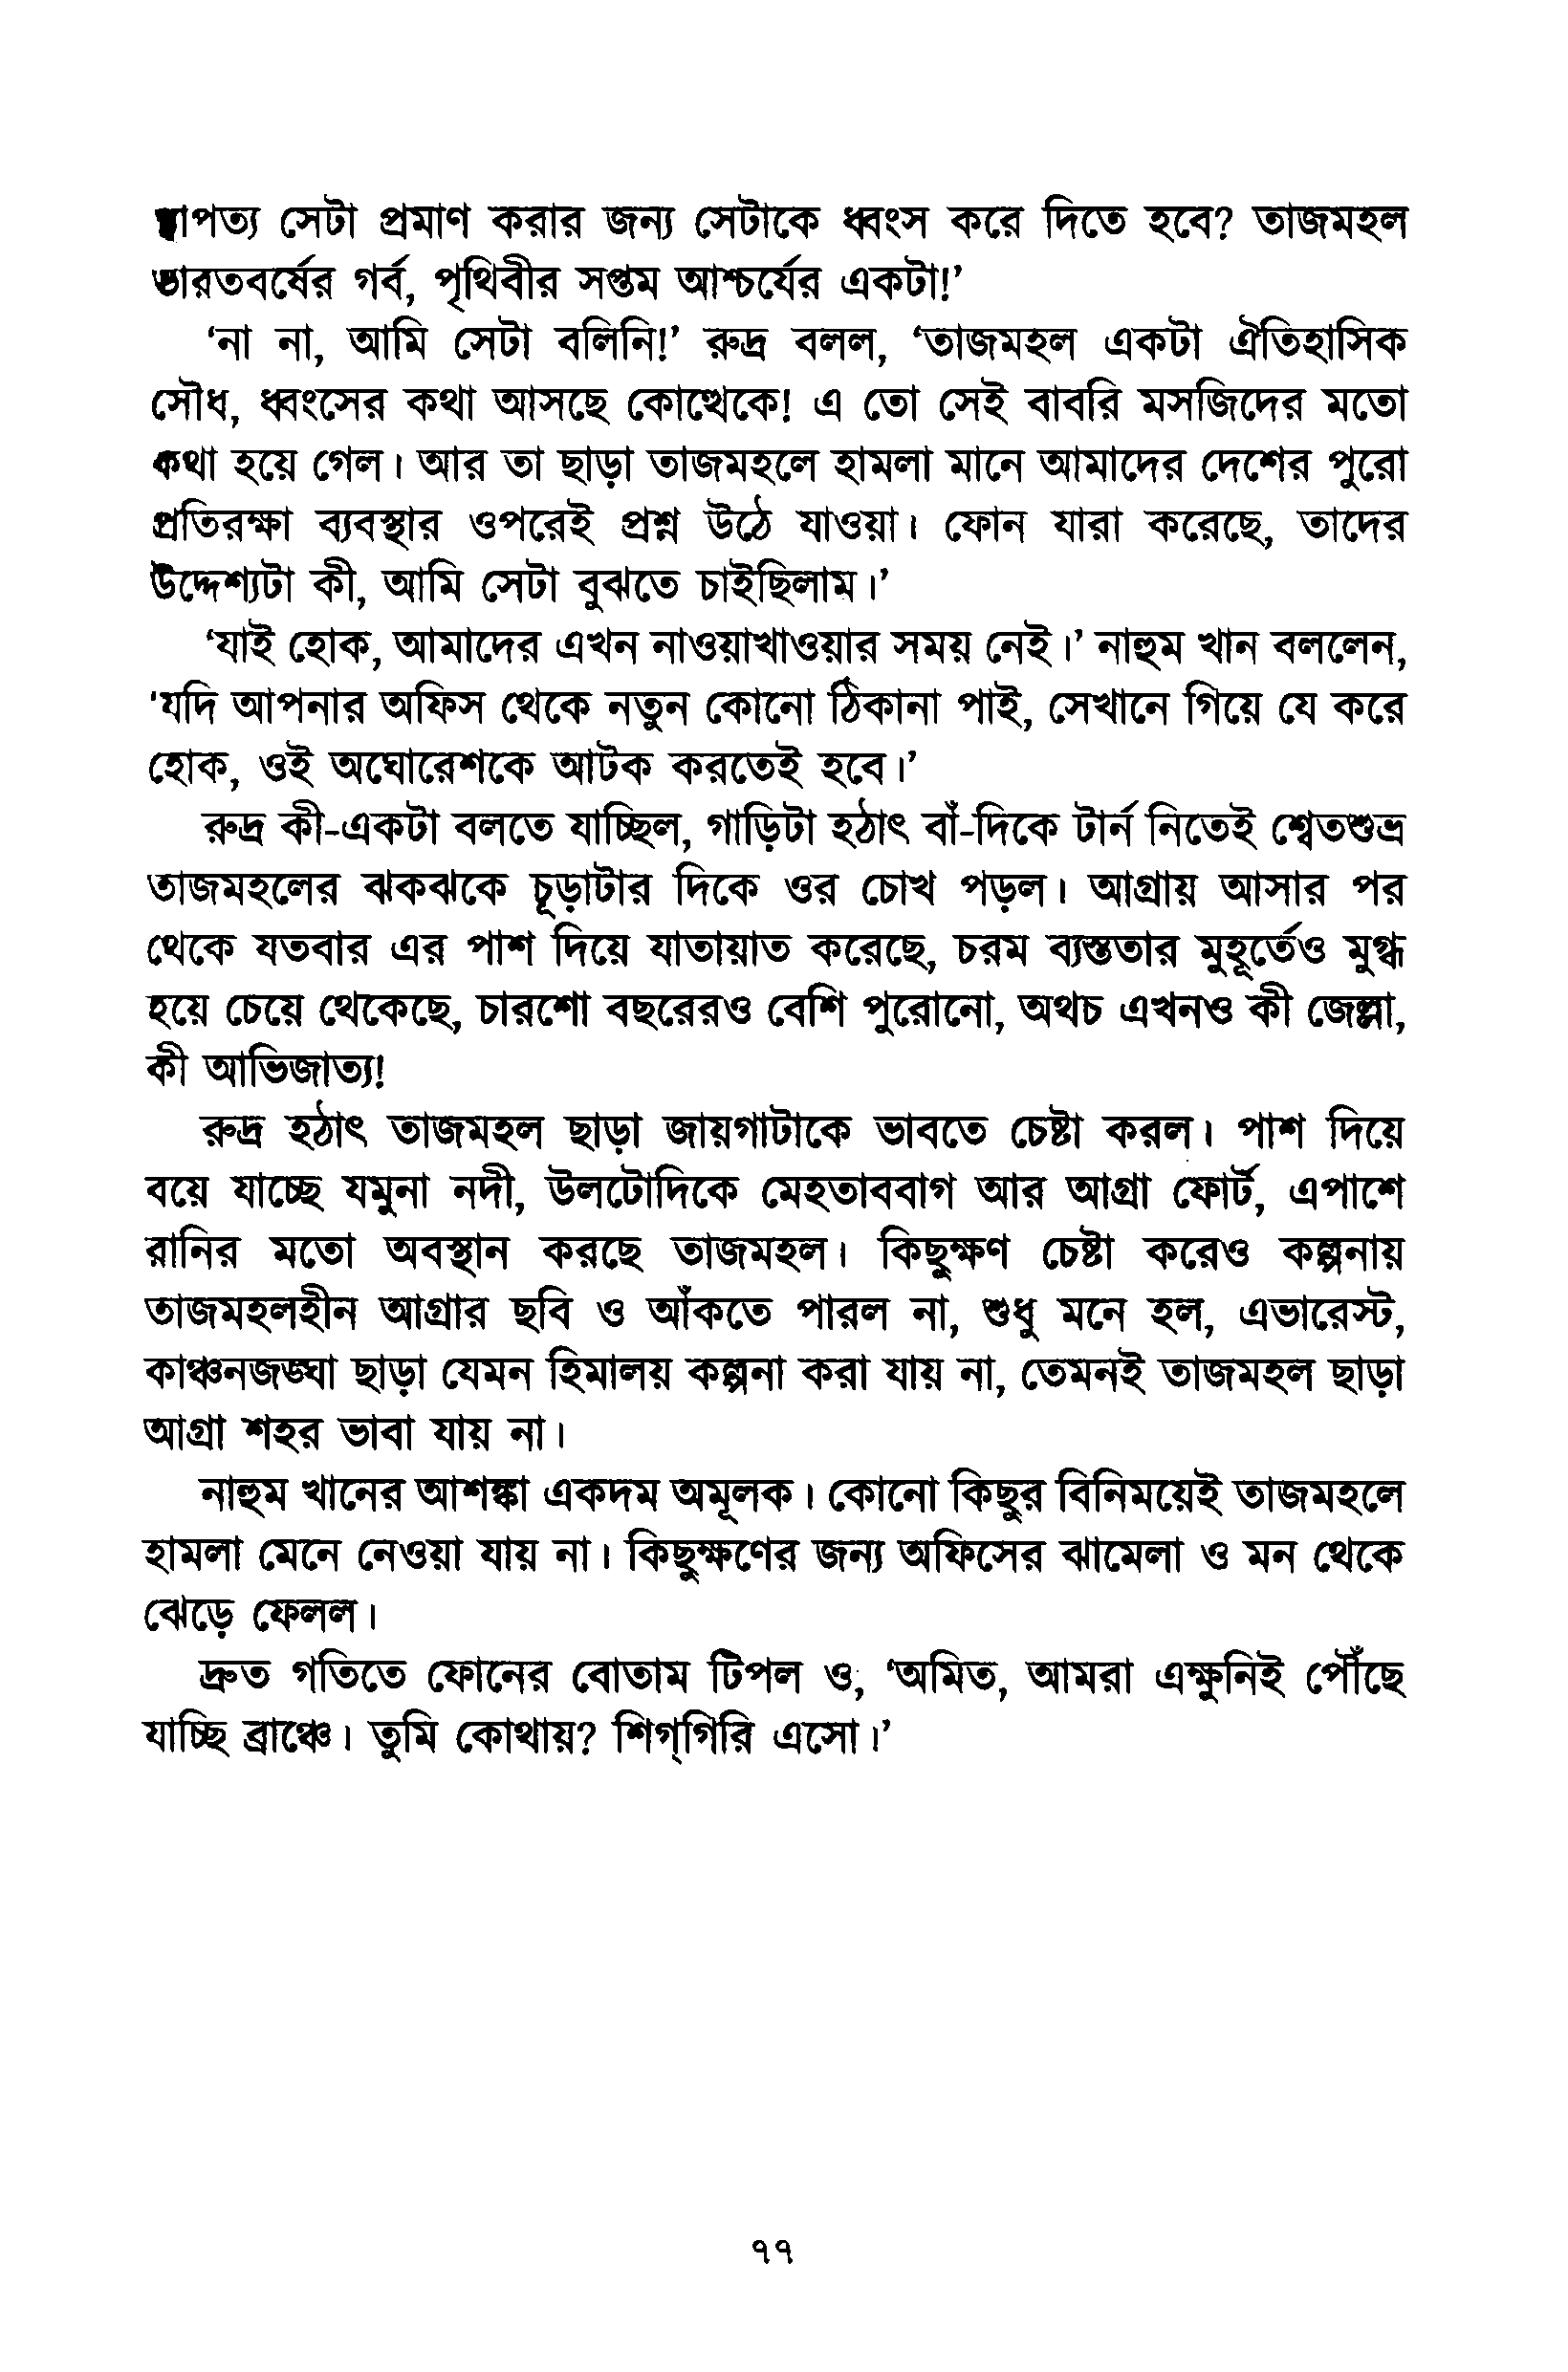 স্থাপত্য সেটা প্রমাণ করার জন্য সেটাকে ধ্বংস করে দিতে হবে? তাজমহল
ভারতবর্ষের গর্ব, পৃথিবীর সপ্তম আশ্চর্যের একটা!’
‘না না, আমি সেটা বলিনি!’ রুদ্র বলল, ‘তাজমহল একটা ঐতিহাসিক
সৌধ, ধ্বংসের কথা আসছে কোত্থেকে! এ তো সেই বাবরি মসজিদের মতো
কথা হয়ে গেল। আর তা ছাড়া তাজমহলে হামলা মানে আমাদের দেশের পুরো
প্রতিরক্ষা ব্যবস্থার ওপরেই প্রশ্ন উঠে যাওয়া। ফোন যারা করেছে, তাদের
উদ্দেশ্যটা কী, আমি সেটা বুঝতে চাইছিলাম।’
‘যাই হোক, আমাদের এখন নাওয়াখাওয়ার সময় নেই।’ নাহুম খান বললেন,
‘যদি আপনার অফিস থেকে নতুন কোনো ঠিকানা পাই, সেখানে গিয়ে যে করে
হোক, ওই অঘোরেশকে আটক করতেই হবে।’
রুদ্র কী-একটা বলতে যাচ্ছিল, গাড়িটা হঠাৎ বাঁ-দিকে টার্ন নিতেই শ্বেতশুভ্র
তাজমহলের ঝকঝকে চূড়াটার দিকে ওর চোখ পড়ল। আগ্রায় আসার পর
থেকে যতবার এর পাশ দিয়ে যাতায়াত করেছে, চরম ব্যস্ততার মুহূর্তেও মুগ্ধ
হয়ে চেয়ে থেকেছে, চারশো বছরেরও বেশি পুরোনো, অথচ এখনও কী জেল্লা,
কী আভিজাত্য!
রুদ্র হঠাৎ তাজমহল ছাড়া জায়গাটাকে ভাবতে চেষ্টা করল। পাশ দিয়ে
বয়ে যাচ্ছে যমুনা নদী, উলটোদিকে মেহতাববাগ আর আগ্রা ফোর্ট, এপাশে
রানির মতো অবস্থান করছে তাজমহল। কিছুক্ষণ চেষ্টা করেও কল্পনায়
তাজমহলহীন আগ্রার ছবি ও আঁকতে পারল না, শুধু মনে হল, এভারেস্ট,
কাঞ্চনজঙ্ঘা ছাড়া যেমন হিমালয় কল্পনা করা যায় না, তেমনই তাজমহল ছাড়া
আগ্রা শহর ভাবা যায় না।
নাহুম খানের আশঙ্কা একদম অমূলক। কোনো কিছুর বিনিময়েই তাজমহলে
হামলা মেনে নেওয়া যায় না। কিছুক্ষণের জন্য অফিসের ঝামেলা ও মন থেকে
ঝেড়ে ফেলল।
দ্রুত গতিতে ফোনের বোতাম টিপল ও, ‘অমিত, আমরা এক্ষুনিই পৌঁছে
যাচ্ছি ব্রাঞ্চে। তুমি কোথায়? শিগ্‌গিরি এসো।’
৭৭